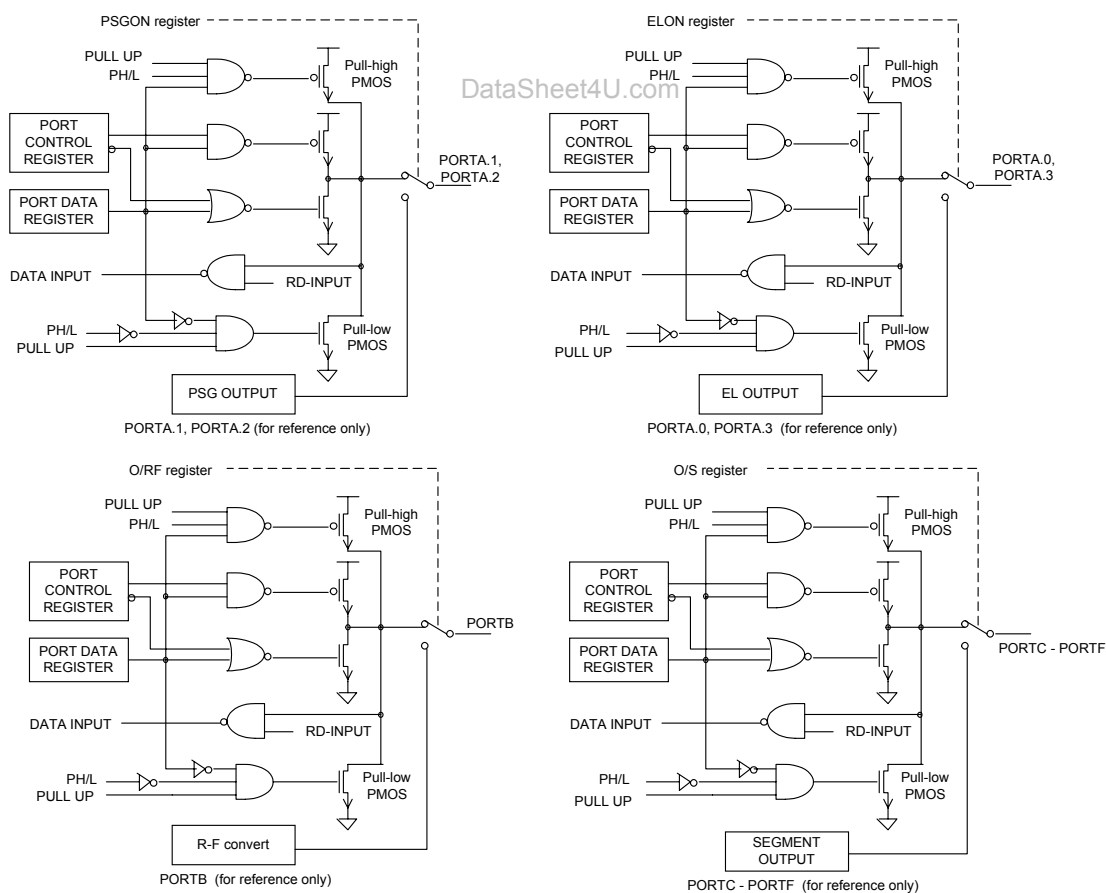 PSGON register
PULL UP
PH/L
Pull-high
PMOS
PORT
CONTROL
REGISTER
PORT DATA
REGISTER
PORTA.1,
PORTA.2
DATA INPUT
RD-INPUT
PH/L
PULL UP
Pull-low
PMOS
PSG OUTPUT
PORTA.1, PORTA.2 (for reference only)
DataSheet4U.com
ELON register
PULL UP
PH/L
Pull-high
PMOS
PORT
CONTROL
REGISTER
PORT DATA
REGISTER
PORTA.0,
PORTA.3
DATA INPUT
RD-INPUT
PH/L
PULL UP
Pull-low
PMOS
EL OUTPUT
PORTA.0, PORTA.3 (for reference only)
O/RF register
PULL UP
PH/L
Pull-high
PMOS
PORT
CONTROL
REGISTER
PORT DATA
REGISTER
PORTB
DATA INPUT
RD-INPUT
PH/L
PULL UP
Pull-low
PMOS
R-F convert
PORTB (for reference only)
O/S register
PULL UP
PH/L
Pull-high
PMOS
PORT
CONTROL
REGISTER
PORT DATA
REGISTER
PORTC - PORTF
DATA INPUT
RD-INPUT
PH/L
PULL UP
Pull-low
PMOS
SEGMENT
OUTPUT
PORTC - PORTF (for reference only)